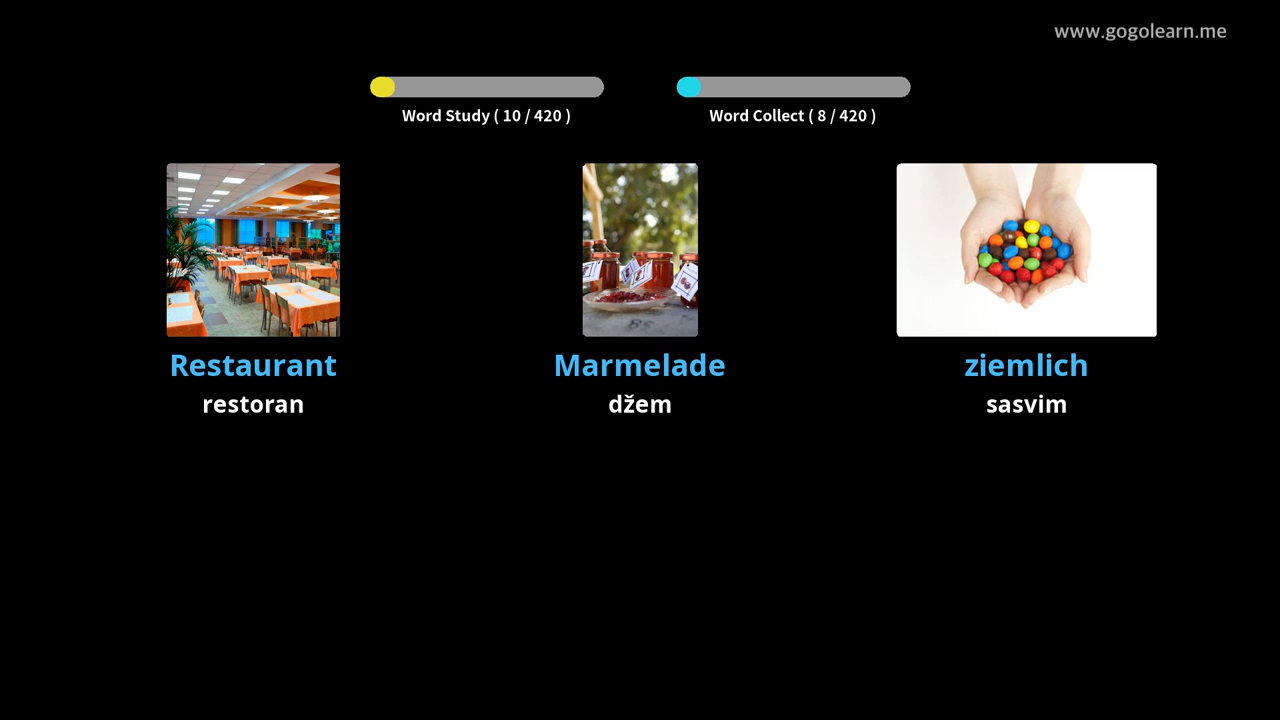 www.gogolearn.me
Word Study ( 10 / 420 )
Word Collect ( 8 / 420 )
Restaurant
restoran
Marmelade
džem
ziemlich
sasvim